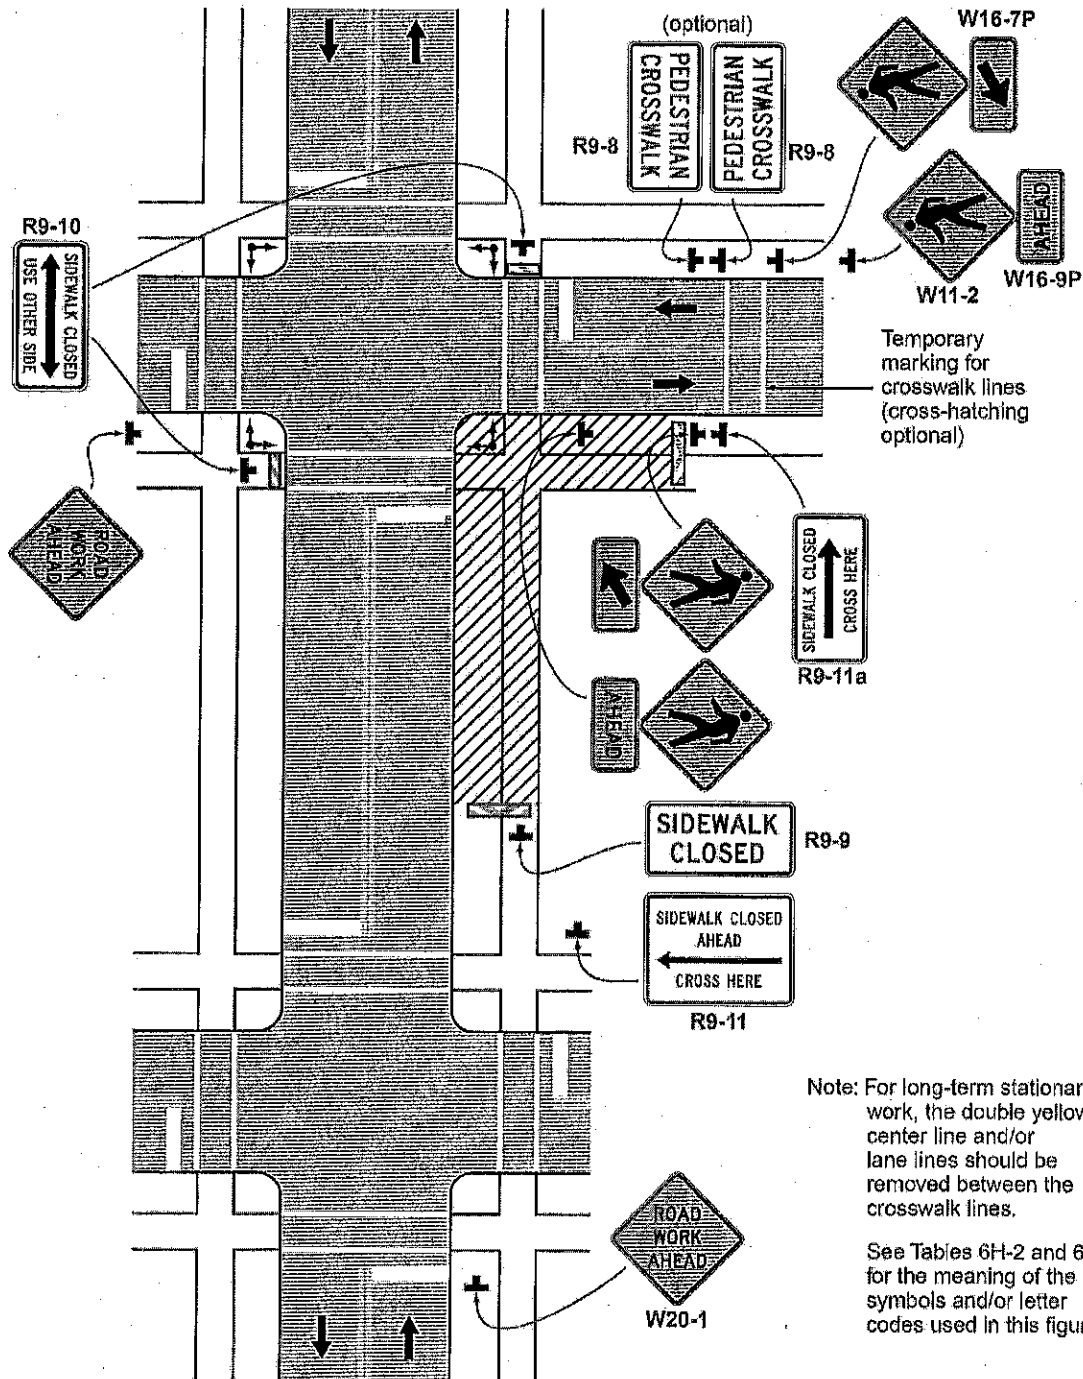 (optional)
W16-7P
PEDESTRIAN
CROSSWALK
PEDESTRIAN
CROSSWALK
R9-8
R9-8
AHEAD
W16-9P
W11-2
R9-10
SIDEWALK CLOSED
USE OTHER SIDE
Temporary
marking for
crosswalk lines
(cross-hatching
optional)
ROAD
WORK
AHEAD
SIDEWALK CLOSED
CROSS HERE
R9-11a
AHEAD
SIDEWALK
CLOSED
R9-9
SIDEWALK CLOSED
AHEAD
CROSS HERE
R9-11
Note: For long-term stationar
work, the double yellow
center line and/or
lane lines should be
removed between the
crosswalk lines.
See Tables 6H-2 and 6
for the meaning of the
symbols and/or letter
codes used in this figur
ROAD
WORK
AHEAD
W20-1